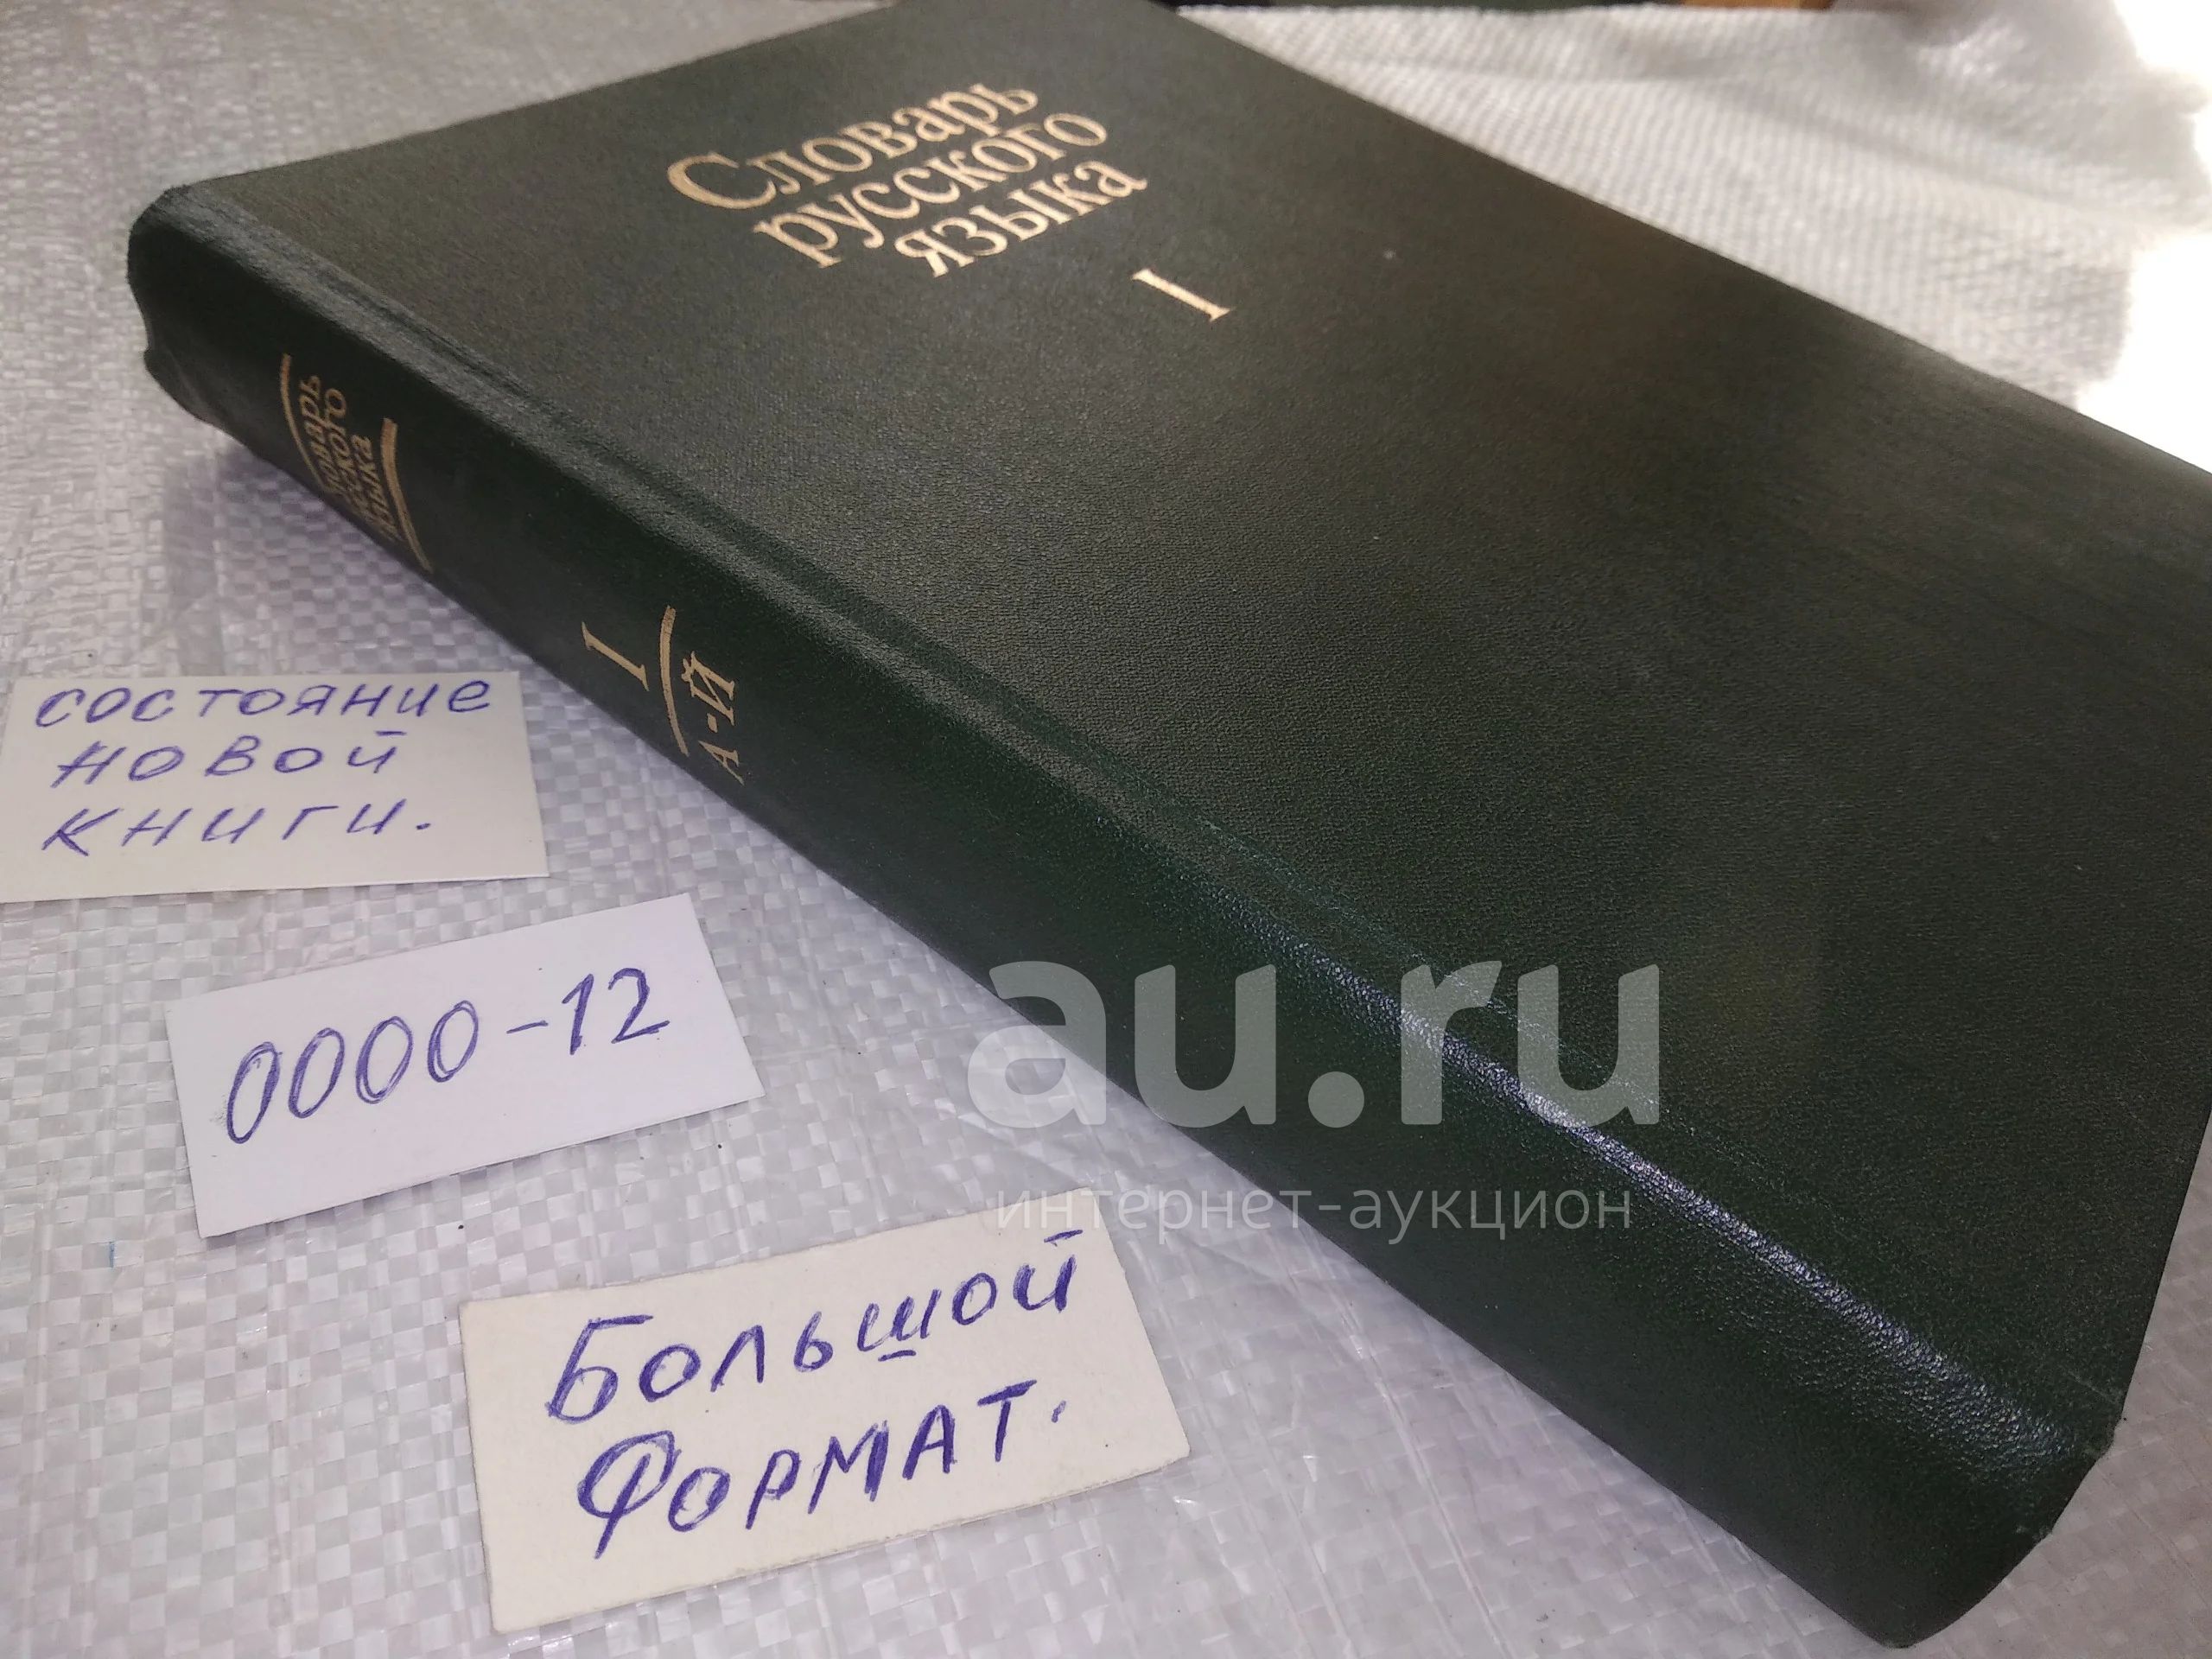 Словарь
русского
языка
I
Словарь
русского
языка
I
А-Й
состояние
новой
книги.
0000-12
Большой
формат.
au.ru
интернет-аукцион